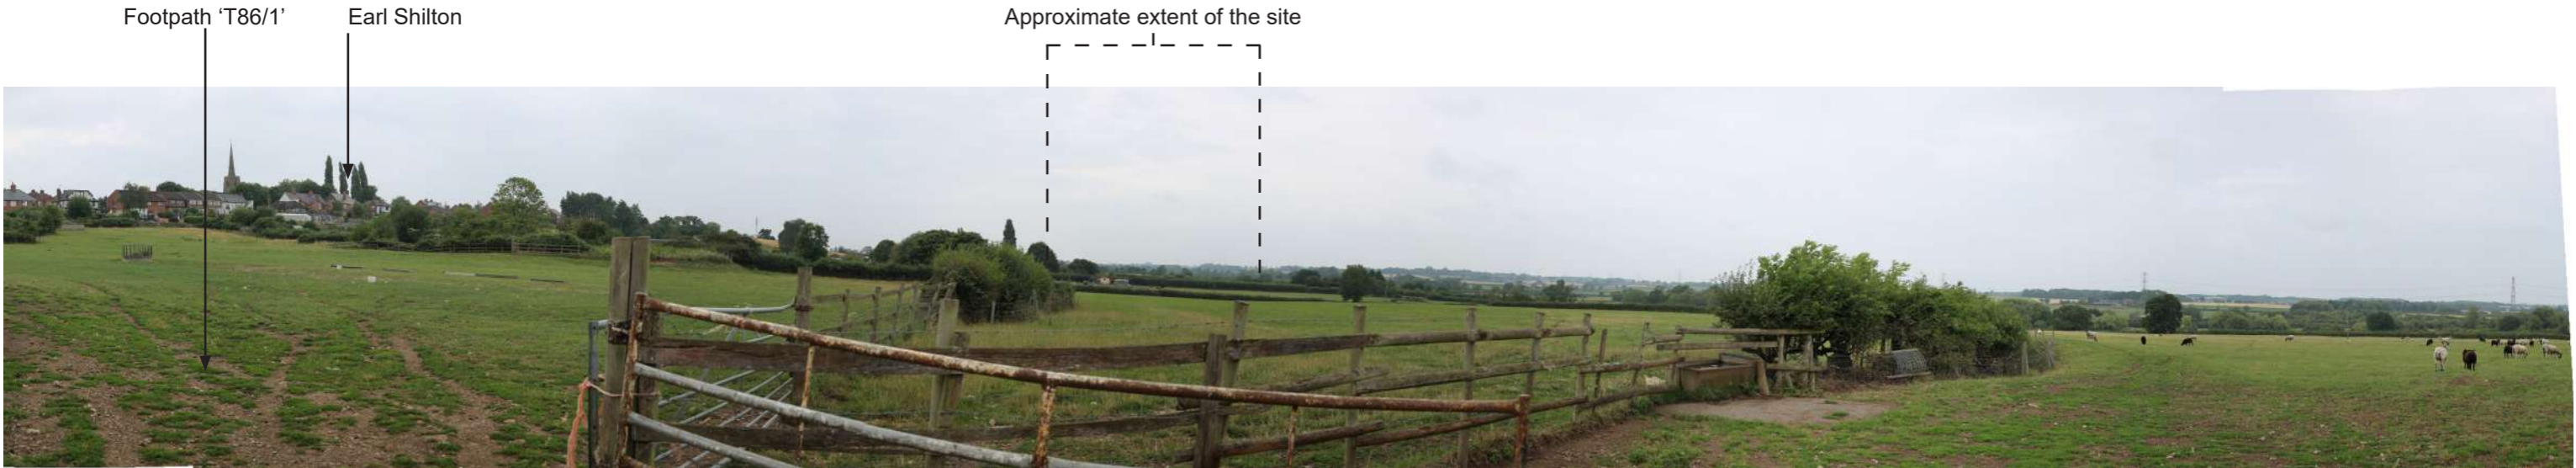 Footpath ‘T86/1’
Earl Shilton
Approximate extent of the site